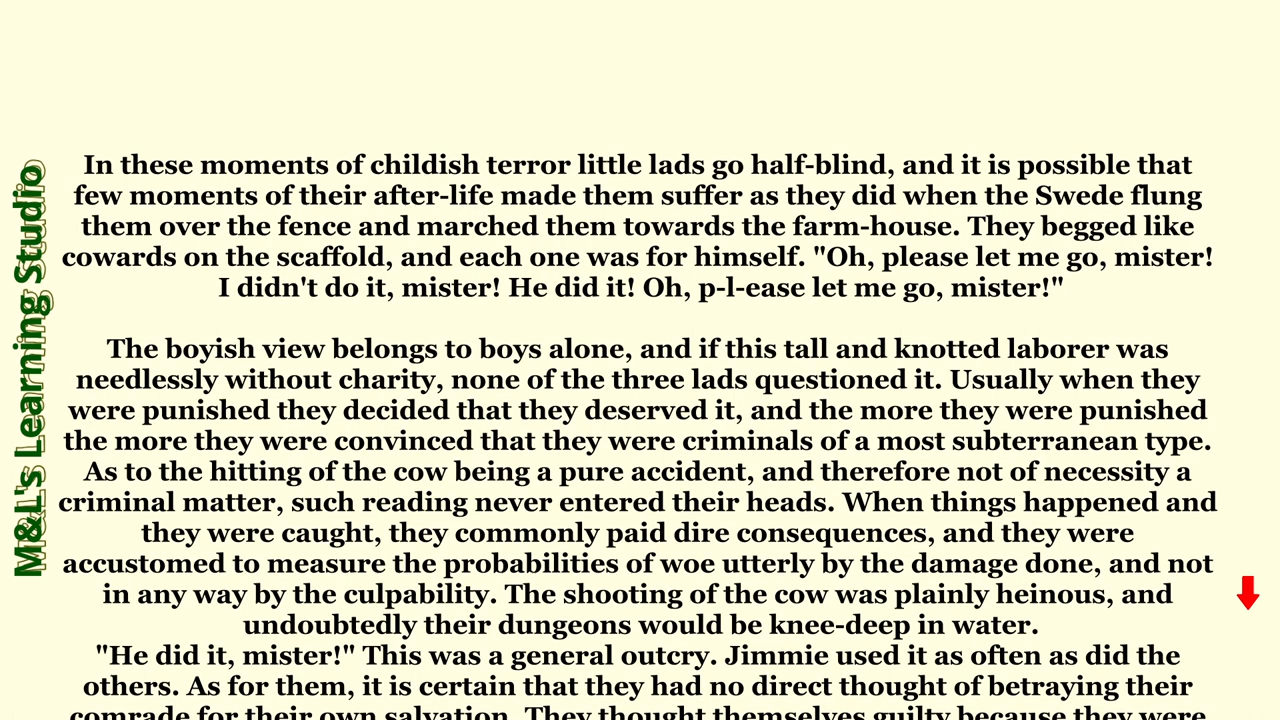 M&L's Learning Studio
In these moments of childish terror little lads go half-blind, and it is possible that
few moments of their after-life made them suffer as they did when the Swede flung
them over the fence and marched them towards the farm-house. They begged like
cowards on the scaffold, and each one was for himself. "Oh, please let me go, mister!
I didn't do it, mister! He did it! Oh, p-l-ease let me go, mister!"
The boyish view belongs to boys alone, and if this tall and knotted laborer was
needlessly without charity, none of the three lads questioned it. Usually when they
were punished they decided that they deserved it, and the more they were punished
the more they were convinced that they were criminals of a most subterranean type.
As to the hitting of the cow being a pure accident, and therefore not of necessity a
criminal matter, such reading never entered their heads. When things happened and
they were caught, they commonly paid dire consequences, and they were
accustomed to measure the probabilities of woe utterly by the damage done, and not
in any way by the culpability. The shooting of the cow was plainly heinous, and
undoubtedly their dungeons would be knee-deep in water.
"He did it, mister!" This was a general outcry. Jimmie used it as often as did the
others. As for them, it is certain that they had no direct thought of betraying their
comrade for their own salvation. They thought themselves guilty because they were